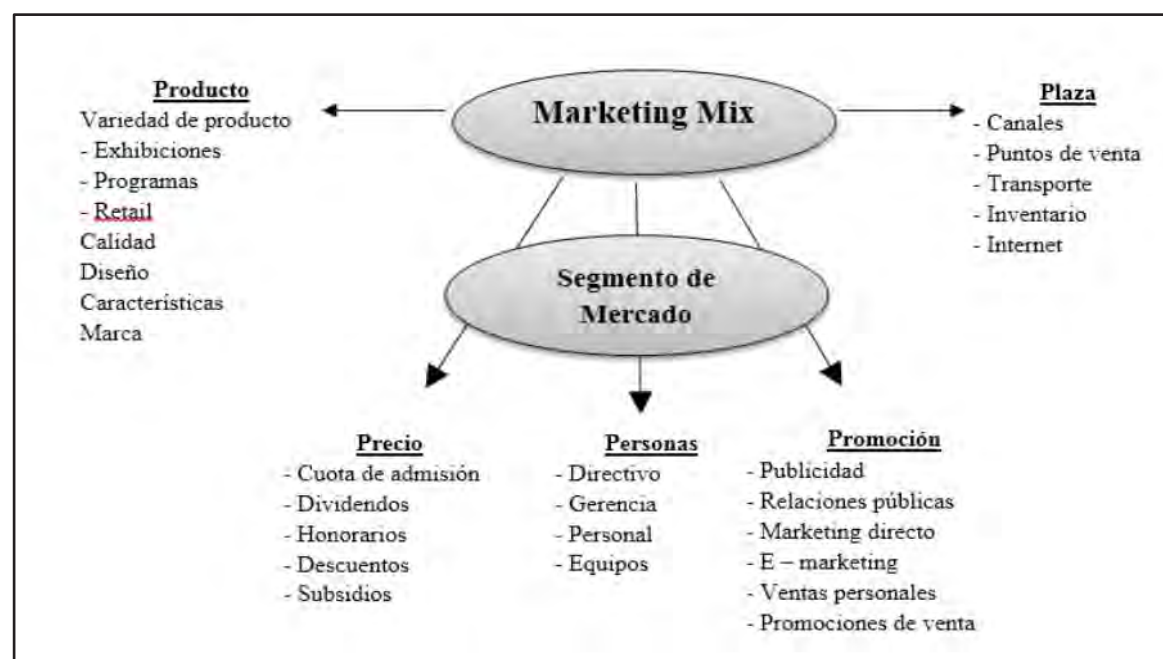 Marketing Mix
Segmento de
Mercado
Producto
Variedad de producto
- Exhibiciones
- Programas
- Retail
Calidad
Diseño
Características
Marca
Plaza
- Canales
- Puntos de venta
- Transporte
- Inventario
- Internet
Precio
- Cuota de admisión
- Dividendos
- Honorarios
- Descuentos
- Subsidios
Personas
- Directivo
- Gerencia
- Personal
- Equipos
Promoción
- Publicidad
- Relaciones públicas
- Marketing directo
- E – marketing
- Ventas personales
- Promociones de venta